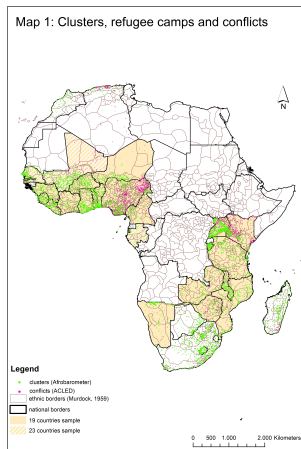 Map 1: Clusters, refugee camps and conflicts
N
Legend
clusters (Afrobarometer)
conflicts (ACLED)
ethnic borders (Murdock, 1959)
national borders
19 countries sample
23 countries sample
0 500 1.000 2.000 Kilometers